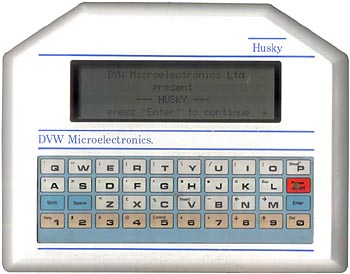 Husky
DVW Microelectronics Ltd
present
--- HUSKY ---
press "Enter" to continue
DVW Microelectronics.
Q W E R T Y U I O P
A S D F G H J K L
Shift Space Z X C V B N M Enter
1 2 3 4 5 6 7 8 9 0